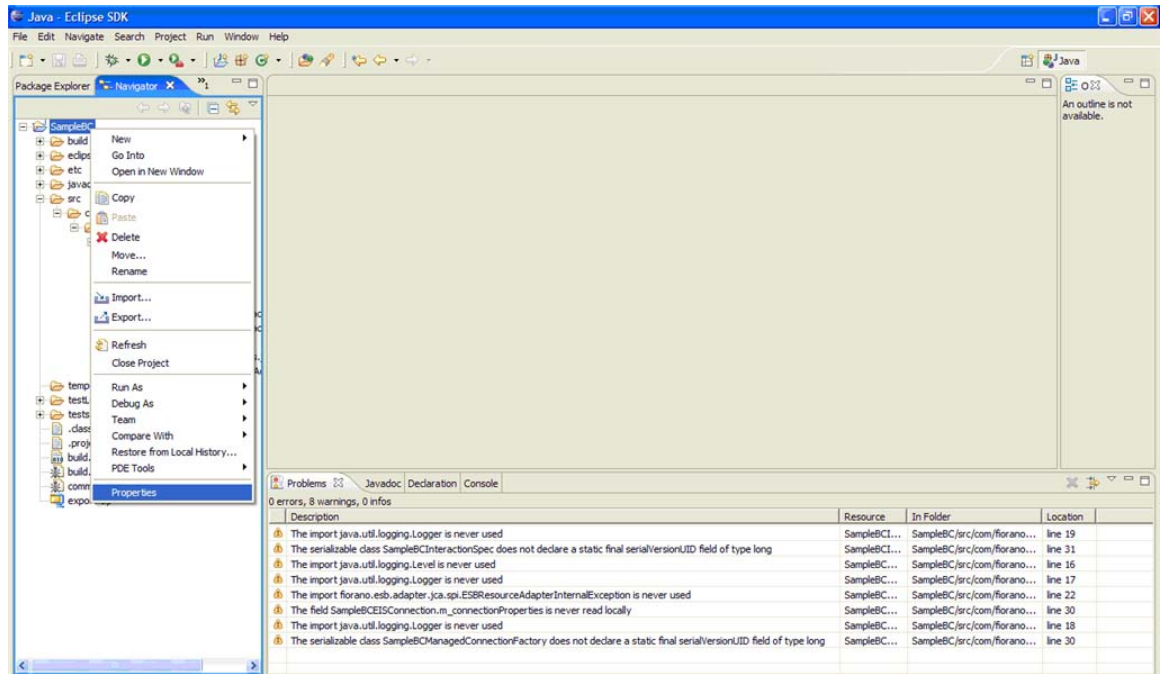 Java - Eclipse SDK
File Edit Navigate Search Project Run Window Help
Java
Package Explorer Navigator »1
An outline is not
available.
SampleBC
build
eclips
etc
javac
src
c
temp
testL
tests
.class
.proj
build.
build.
comm
expor
New
Go Into
Open in New Window
Copy
Paste
Delete
Move...
Rename
Import...
Export...
Refresh
Close Project
Run As
Debug As
Team
Compare With
Restore from Local History...
PDE Tools
Properties
Problems Javadoc Declaration Console
0 errors, 8 warnings, 0 infos
Description Resource In Folder Location
The import java.util.logging.Logger is never used SampleBCI... SampleBC/src/com/fiorano... line 19
The serializable class SampleBCInteractionSpec does not declare a static final serialVersionUID field of type long SampleBC... SampleBC/src/com/fiorano... line 31
The import java.util.logging.Level is never used SampleBC... SampleBC/src/com/fiorano... line 16
The import java.util.logging.Logger is never used SampleBC... SampleBC/src/com/fiorano... line 17
The import fiorano.esb.adapter.jca.spi.ESBResourceAdapterInternalException is never used SampleBC... SampleBC/src/com/fiorano... line 22
The field SampleBCEISConnection.m_connectionProperties is never read locally SampleBC... SampleBC/src/com/fiorano... line 30
The import java.util.logging.Logger is never used SampleBC... SampleBC/src/com/fiorano... line 18
The serializable class SampleBCManagedConnectionFactory does not declare a static final serialVersionUID field of type long SampleBC... SampleBC/src/com/fiorano... line 30